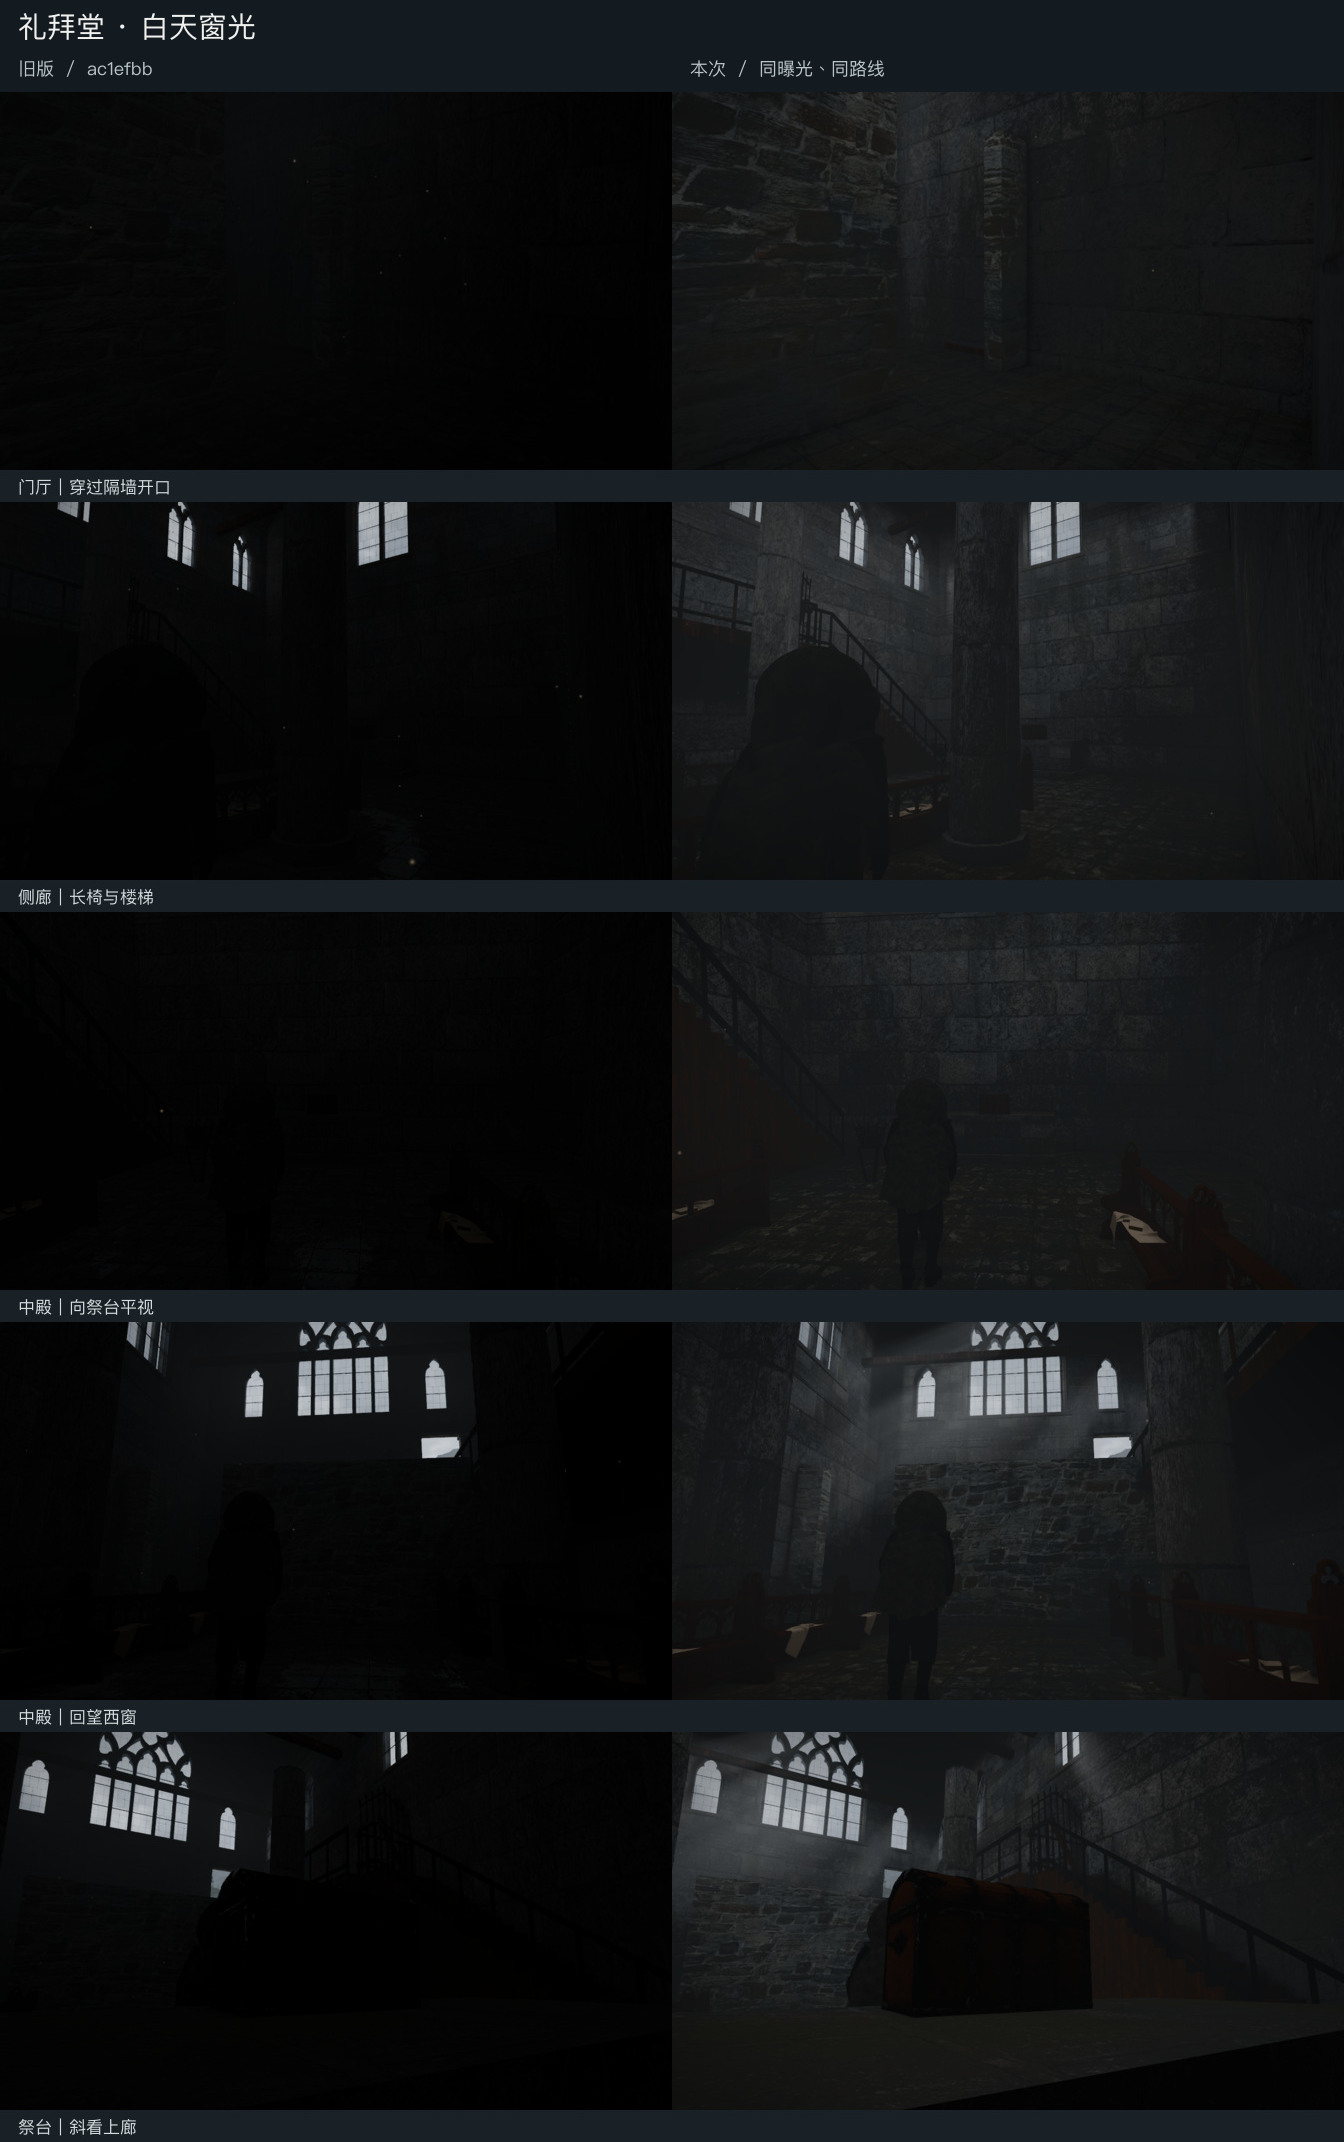 礼拜堂 · 白天窗光
旧版 / ac1efbb
本次 / 同曝光、同路线
门厅｜穿过隔墙开口
侧廊｜长椅与楼梯
中殿｜向祭台平视
中殿｜回望西窗
祭台｜斜看上廊